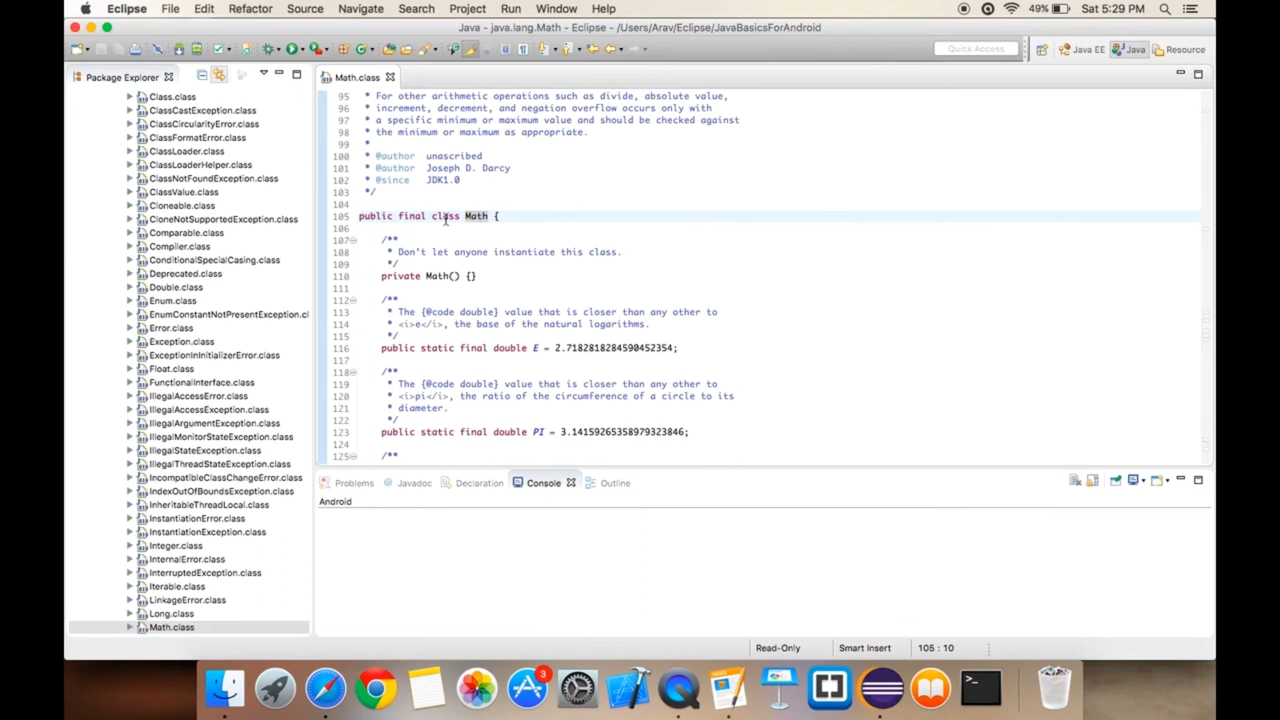 Eclipse File Edit Refactor Source Navigate Search Project Run Window Help 49% Sat 5:29 PM
Java - java.lang.Math - Eclipse - /Users/Arav/Eclipse/JavaBasicsForAndroid
Quick Access Java EE Java Resource
Package Explorer
Class.class
ClassCastException.class
ClassCircularityError.class
ClassFormatError.class
ClassLoader.class
ClassLoaderHelper.class
ClassNotFoundException.class
ClassValue.class
Cloneable.class
CloneNotSupportedException.class
Comparable.class
Compiler.class
ConditionalSpecialCasing.class
Deprecated.class
Double.class
Enum.class
EnumConstantNotPresentException.cl
Error.class
Exception.class
ExceptionInInitializerError.class
Float.class
FunctionalInterface.class
IllegalAccessError.class
IllegalAccessException.class
IllegalArgumentException.class
IllegalMonitorStateException.class
IllegalStateException.class
IllegalThreadStateException.class
IncompatibleClassChangeError.class
IndexOutOfBoundsException.class
InheritableThreadLocal.class
InstantiationError.class
InstantiationException.class
Integer.class
InternalError.class
InterruptedException.class
Iterable.class
LinkageError.class
Long.class
Math.class
Math.class
95 * For other arithmetic operations such as divide, absolute value,
96 * increment, decrement, and negation overflow occurs only with
97 * a specific minimum or maximum value and should be checked against
98 * the minimum or maximum as appropriate.
99 *
100 * @author unascribed
101 * @author Joseph D. Darcy
102 * @since JDK1.0
103 */
104
105 public final class Math {
106
107 /**
108 * Don't let anyone instantiate this class.
109 */
110 private Math() {}
111
112 /**
113 * The {@code double} value that is closer than any other to
114 * <i>e</i>, the base of the natural logarithms.
115 */
116 public static final double E = 2.7182818284590452354;
117
118 /**
119 * The {@code double} value that is closer than any other to
120 * <i>pi</i>, the ratio of the circumference of a circle to its
121 * diameter.
122 */
123 public static final double PI = 3.14159265358979323846;
124
125 /**
Problems Javadoc Declaration Console Outline
Android
Read-Only Smart Insert 105 : 10
3
>_